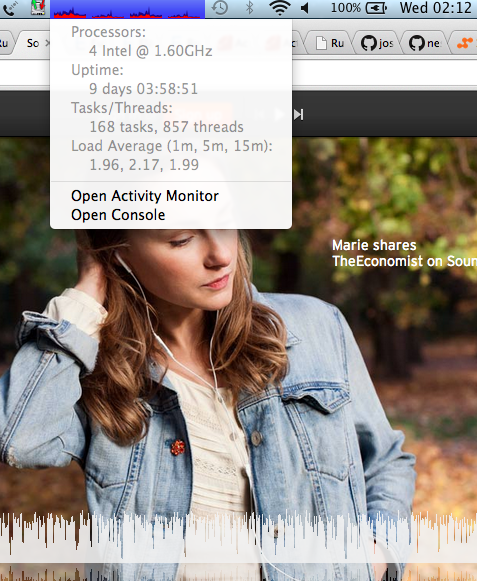 100%
Wed 02:12
Ru
So
Ru
jos
ne
Processors:
4 Intel @ 1.60GHz
Uptime:
9 days 03:58:51
Tasks/Threads:
168 tasks, 857 threads
Load Average (1m, 5m, 15m):
1.96, 2.17, 1.99
Open Activity Monitor
Open Console
Marie shares
TheEconomist on Soun